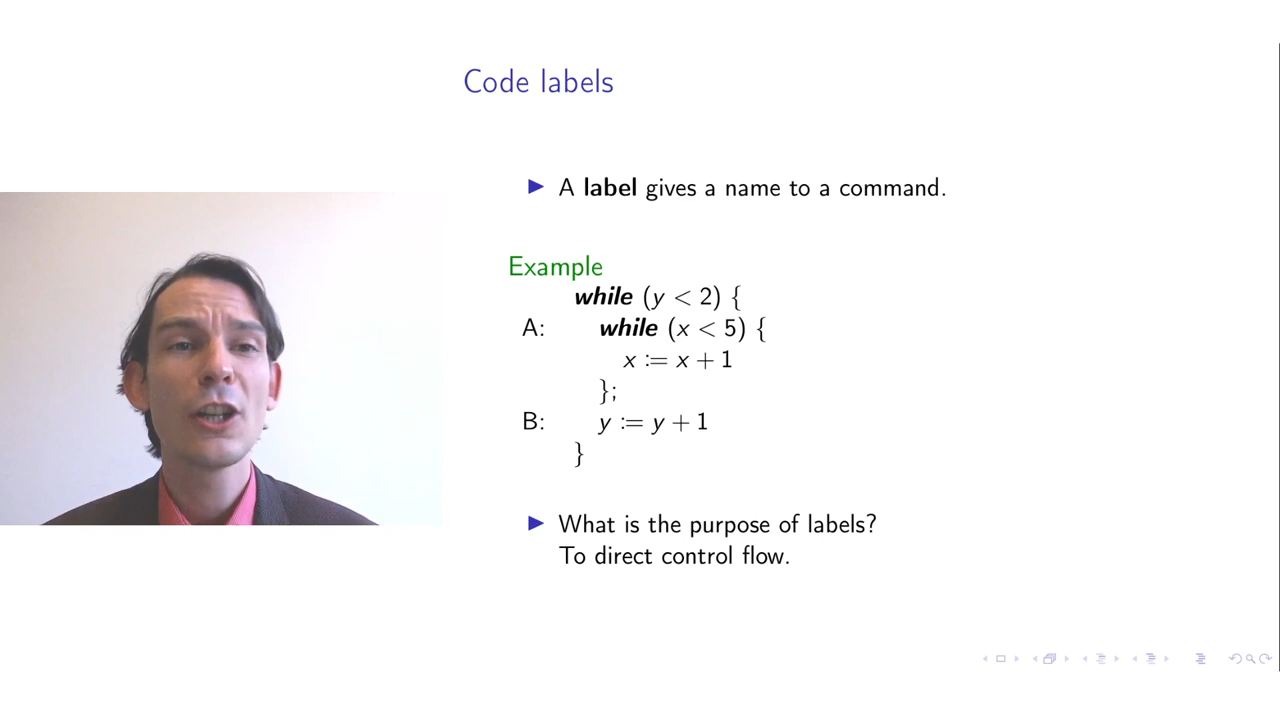 Code labels
▶ A label gives a name to a command.
Example
while (y < 2) {
A: while (x < 5) {
x := x + 1
};
B: y := y + 1
}
▶ What is the purpose of labels?
To direct control flow.